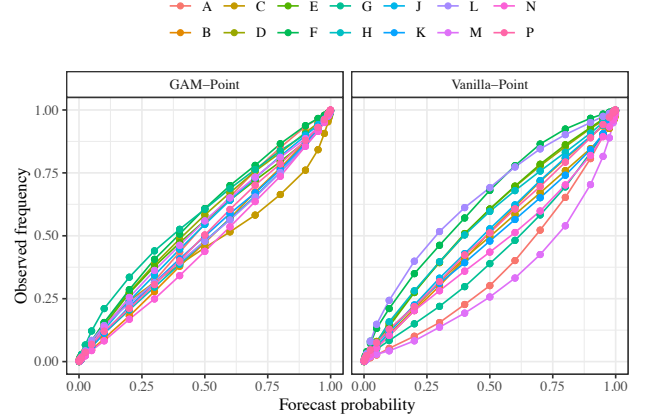 A C E G J L N
B D F H K M P
GAM−Point Vanilla−Point
1.00
0.75
0.50
0.25
0.00
Observed frequency
0.00 0.25 0.50 0.75 1.00 0.00 0.25 0.50 0.75 1.00
Forecast probability